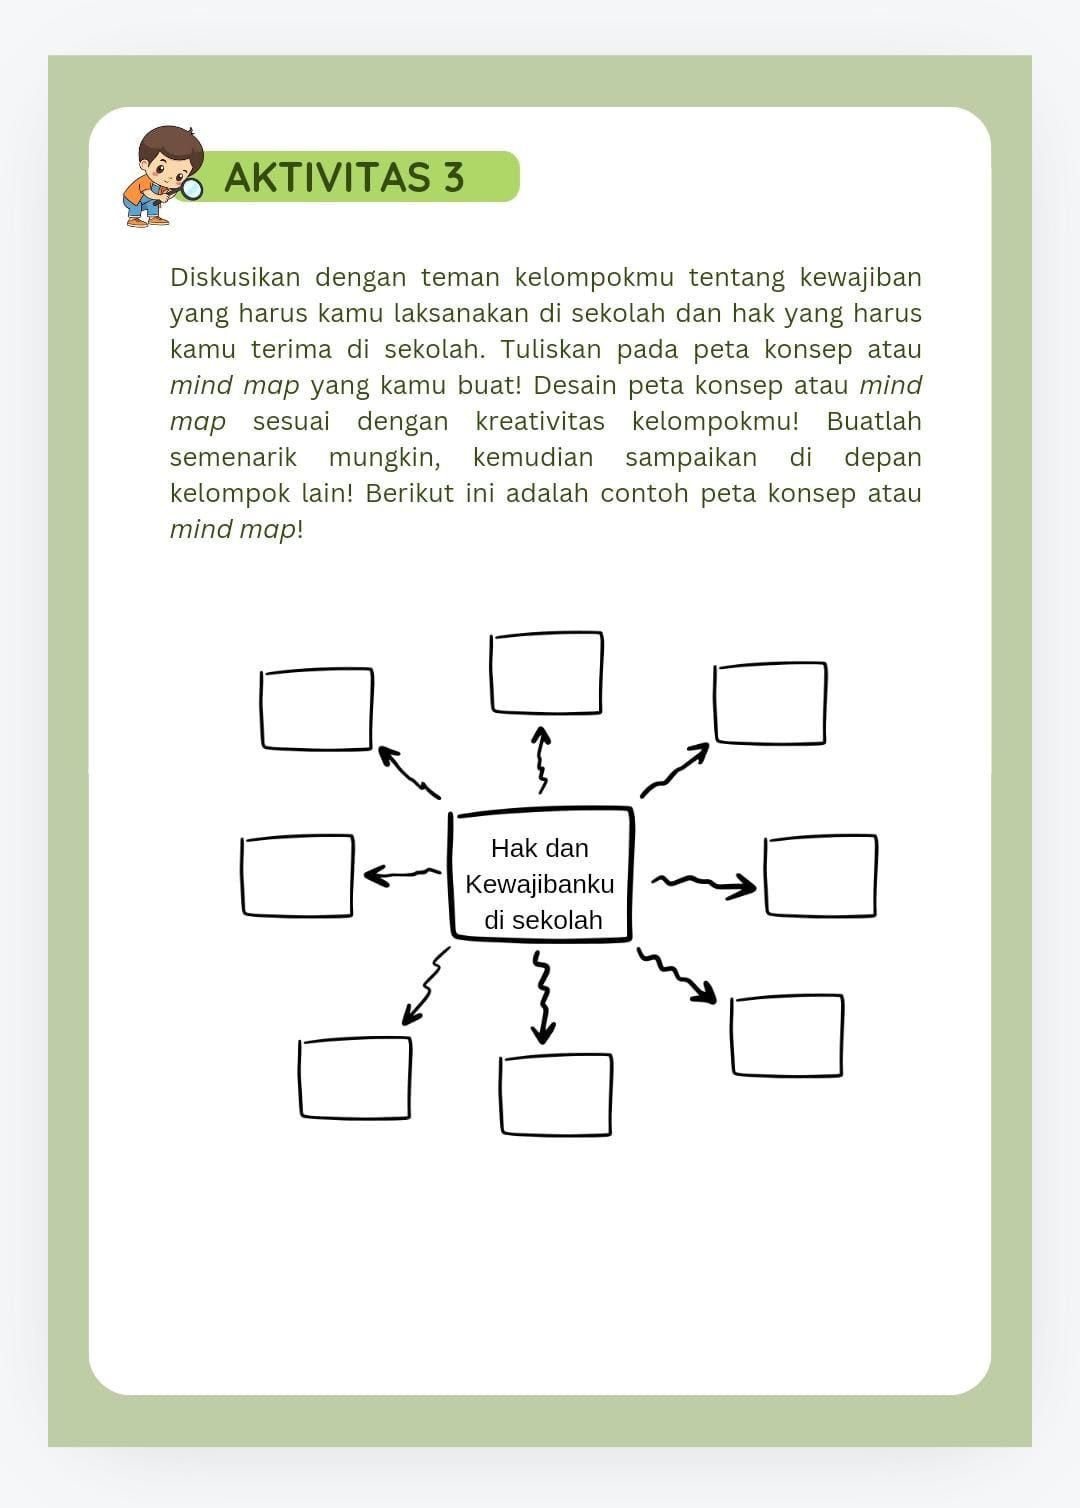 AKTIVITAS 3
Diskusikan dengan teman kelompokmu tentang kewajiban
yang harus kamu laksanakan di sekolah dan hak yang harus
kamu terima di sekolah. Tuliskan pada peta konsep atau
mind map yang kamu buat! Desain peta konsep atau mind
map sesuai dengan kreativitas kelompokmu! Buatlah
semenarik mungkin, kemudian sampaikan di depan
kelompok lain! Berikut ini adalah contoh peta konsep atau
mind map!
Hak dan
Kewajibanku
di sekolah